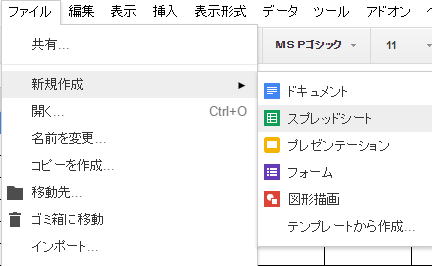 ファイル 編集 表示 挿入 表示形式 データ ツール アドオン
共有...
MS Pゴシック 11
新規作成
開く... Ctrl+O
名前を変更...
コピーを作成...
移動先...
ゴミ箱に移動
インポート...
ドキュメント
スプレッドシート
プレゼンテーション
フォーム
図形描画
テンプレートから作成...